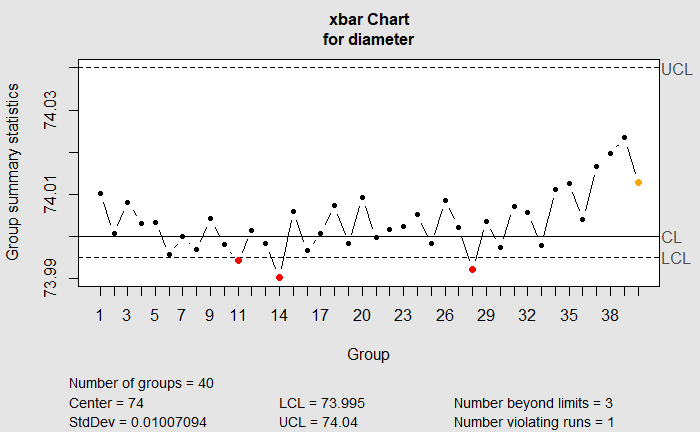 xbar Chart
for diameter
Group summary statistics
74.03
74.01
73.99
UCL
CL
LCL
1 3 5 7 9 11 14 17 20 23 26 29 32 35 38
Group
Number of groups = 40
Center = 74 LCL = 73.995 Number beyond limits = 3
StdDev = 0.01007094 UCL = 74.04 Number violating runs = 1